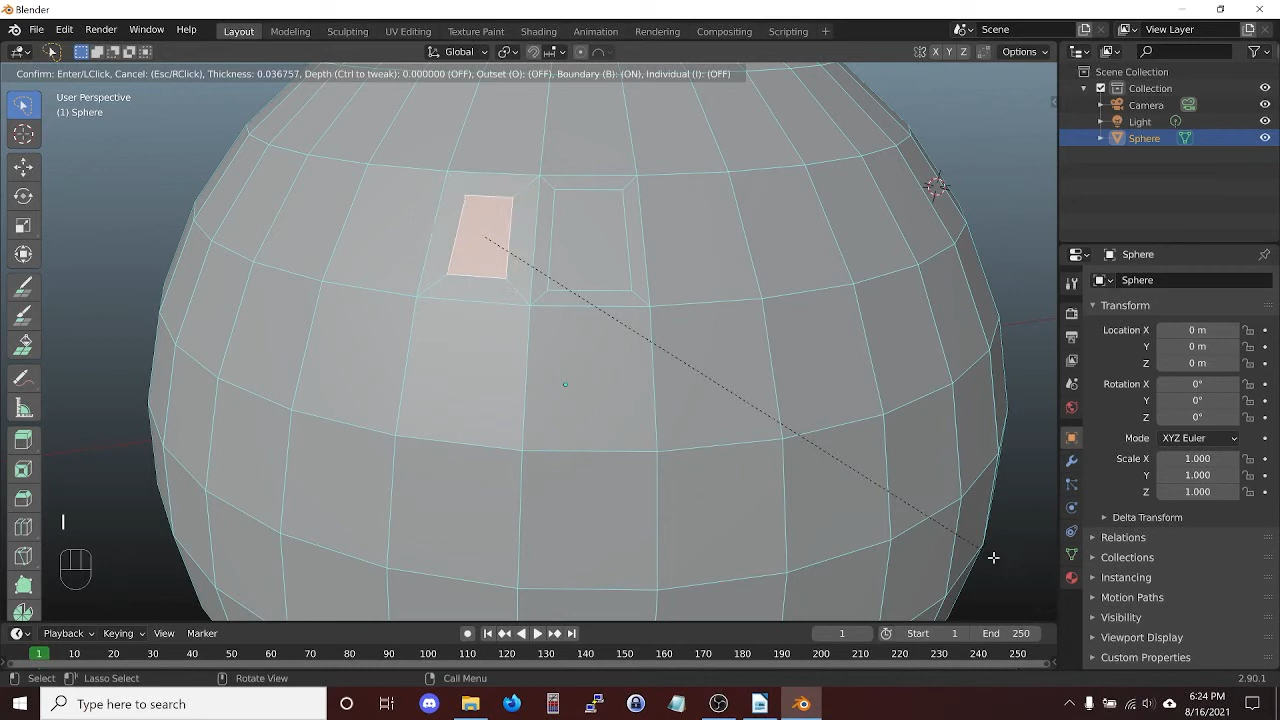 Blender
File Edit Render Window Help Layout Modeling Sculpting UV Editing Texture Paint Shading Animation Rendering Compositing Scripting + Scene View Layer
Global X Y Z Options
Confirm: Enter/LClick, Cancel: (Esc/RClick), Thickness: 0.036757, Depth (Ctrl to tweak): 0.000000 (OFF), Outset (O): (OFF), Boundary (B): (ON), Individual (I): (OFF)
Scene Collection
Collection
Camera
Light
Sphere
User Perspective
(1) Sphere
Sphere
Sphere
Transform
Location X 0 m
Y 0 m
Z 0 m
Rotation X 0°
Y 0°
Z 0°
Mode XYZ Euler
Scale X 1.000
Y 1.000
Z 1.000
Delta Transform
Relations
Collections
Instancing
Motion Paths
Visibility
Viewport Display
Custom Properties
I
Playback Keying View Marker 1 Start 1 End 250
1 10 20 30 40 50 60 70 80 90 100 110 120 130 140 150 160 170 180 190 200 210 220 230 240 250
Select Lasso Select Rotate View Call Menu 2.90.1
Type here to search
6:24 PM
8/16/2021